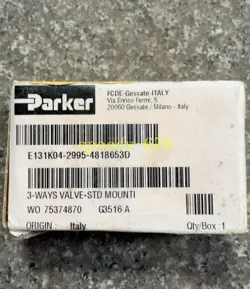 Parker
FCDE-Gessate-ITALY
Via Enrico Fermi, 5
20060 Gessate / Milano - Italy
E131K04-2995-4818653D
3-WAYS VALVE-STD MOUNTI
WO 75374870 G3516 A
ORIGIN : Italy
Qty/Box : 1